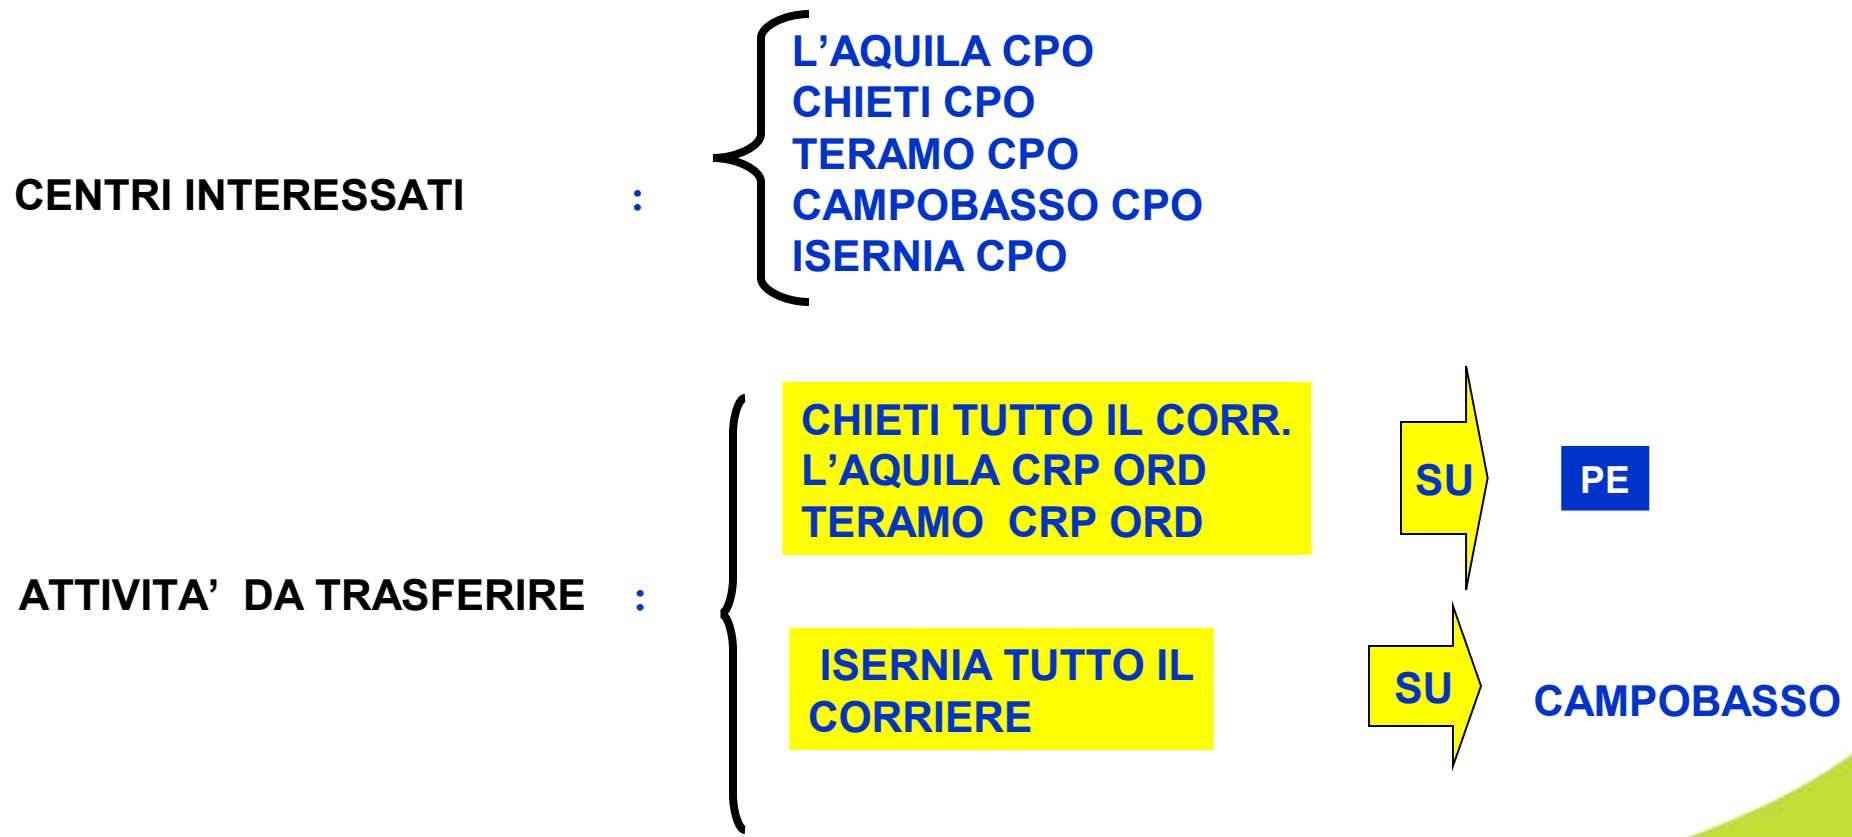 L’AQUILA CPO
CHIETI CPO
TERAMO CPO
CENTRI INTERESSATI :
CAMPOBASSO CPO
ISERNIA CPO
CHIETI TUTTO IL CORR.
L’AQUILA CRP ORD
TERAMO CRP ORD
SU
PE
ATTIVITA’ DA TRASFERIRE :
ISERNIA TUTTO IL
CORRIERE
SU
CAMPOBASSO